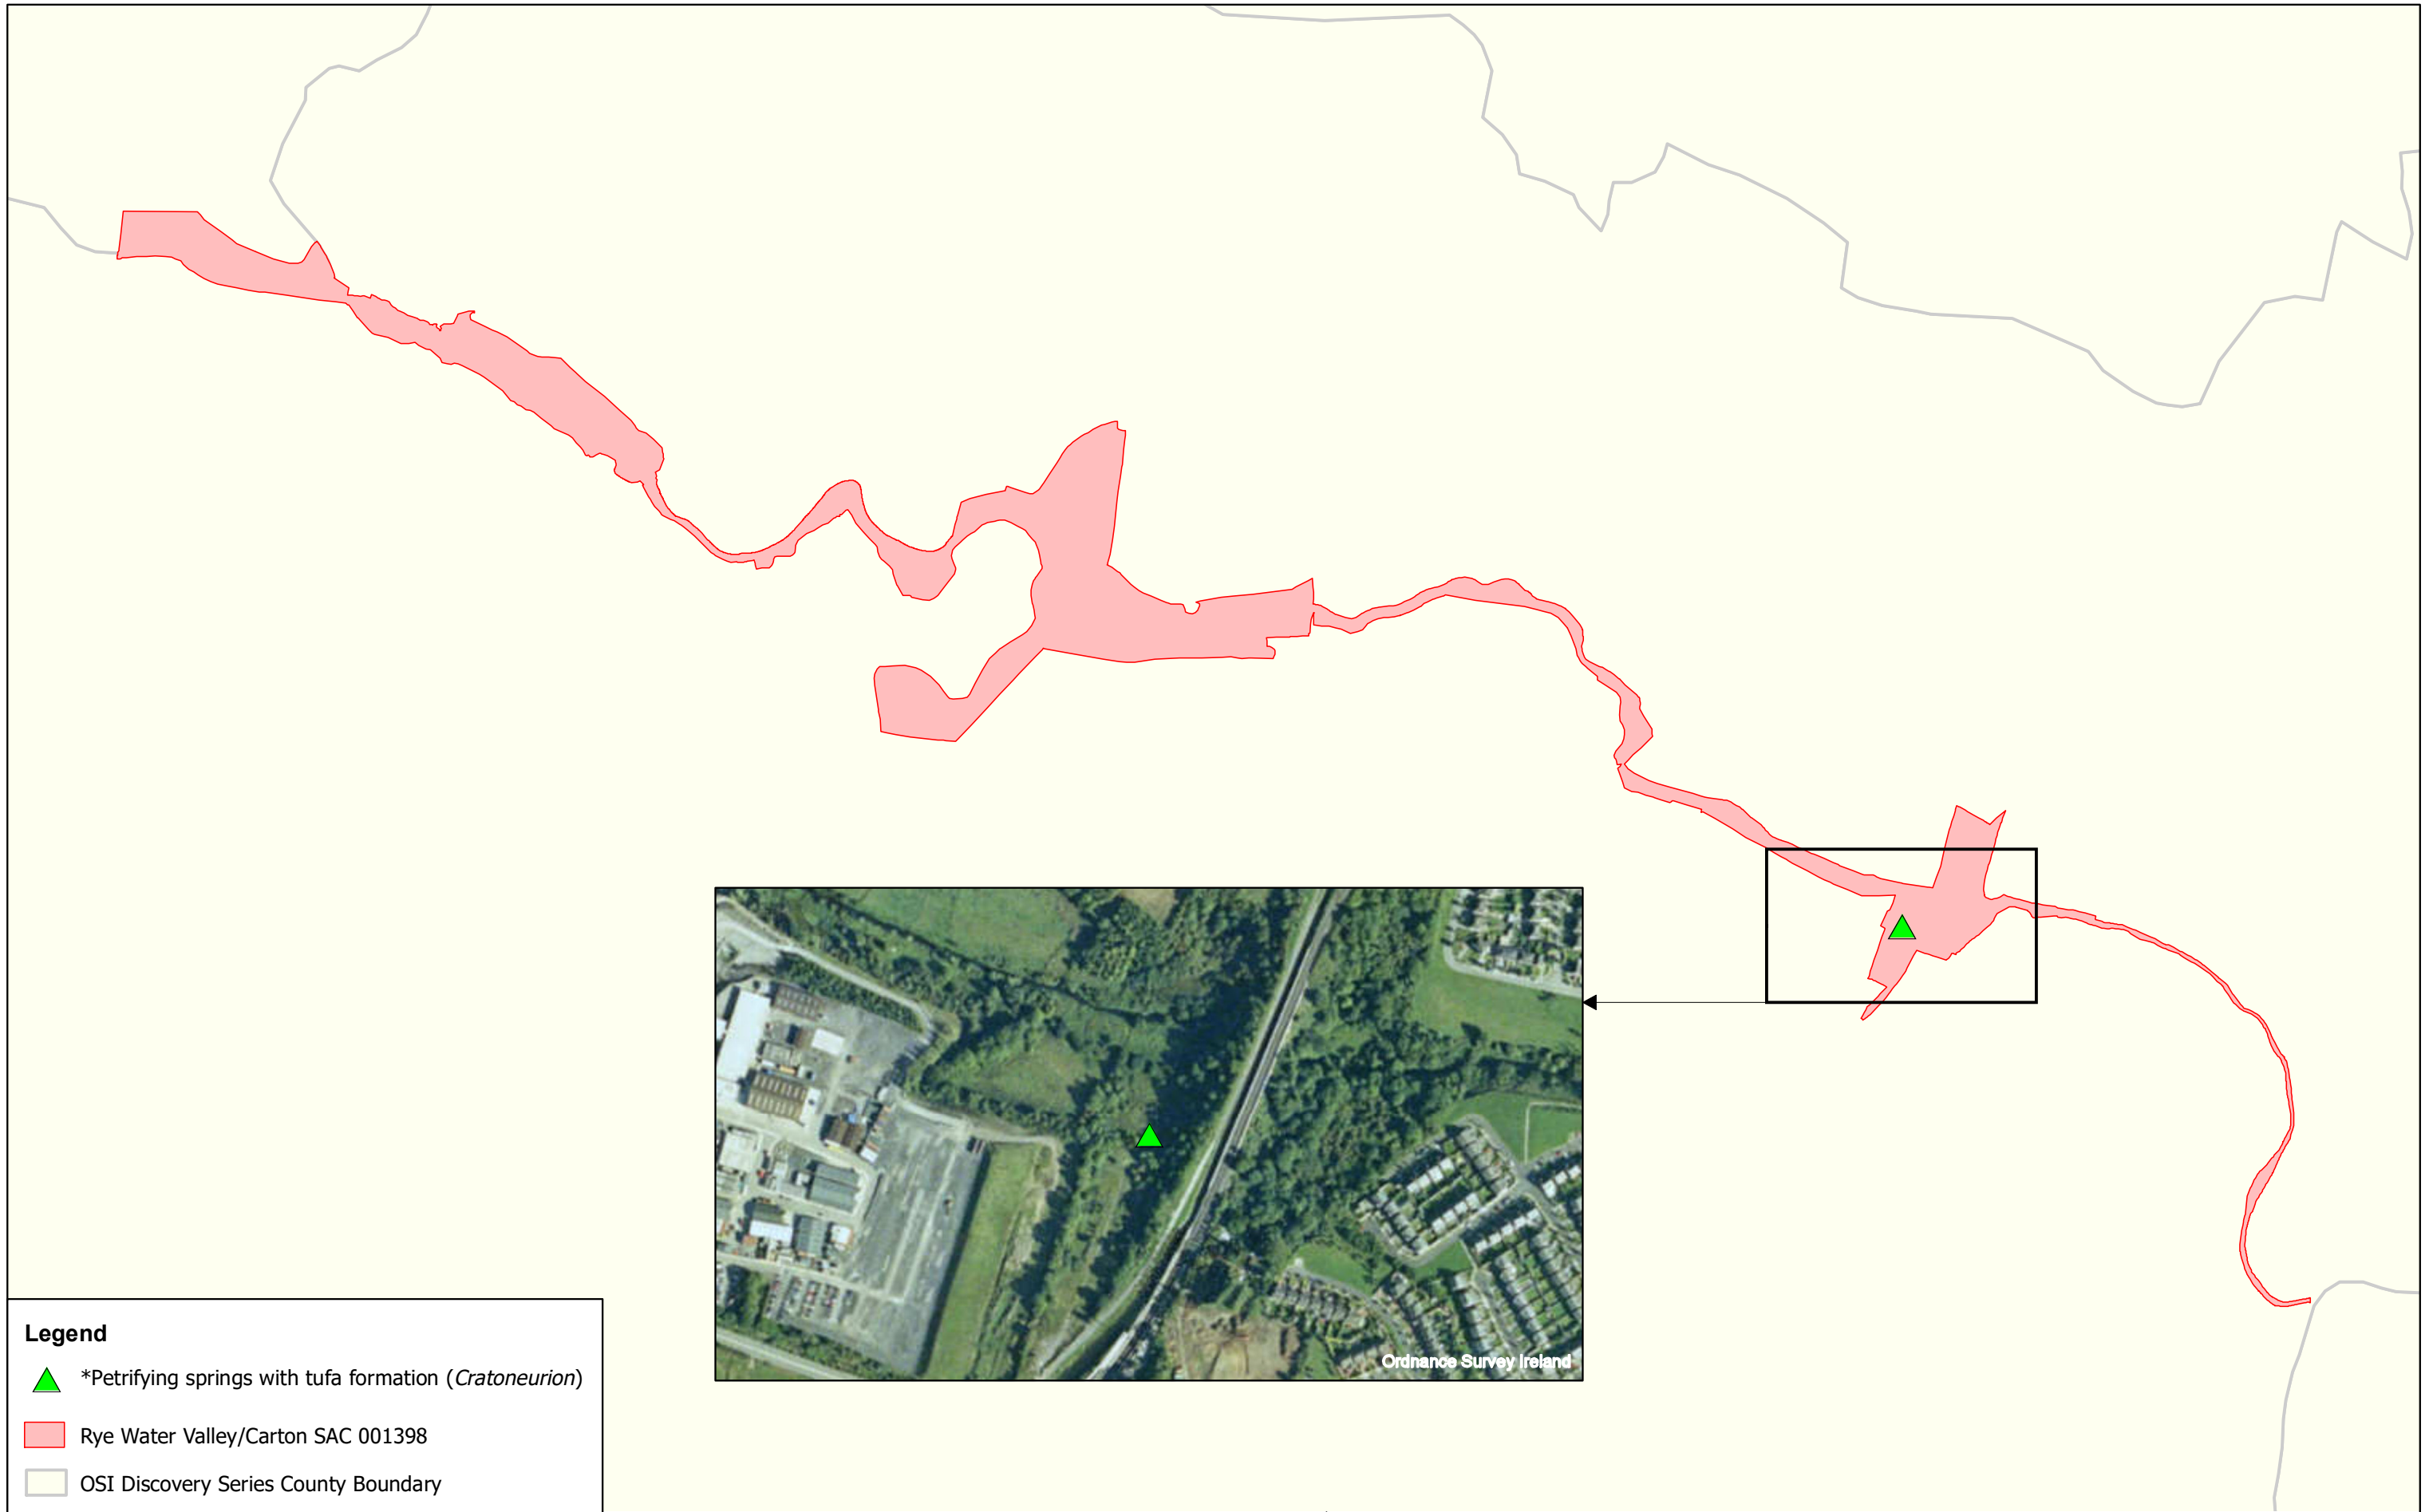 Ordnance Survey Ireland
Legend
*Petrifying springs with tufa formation (Cratoneurion)
Rye Water Valley/Carton SAC 001398
OSI Discovery Series County Boundary